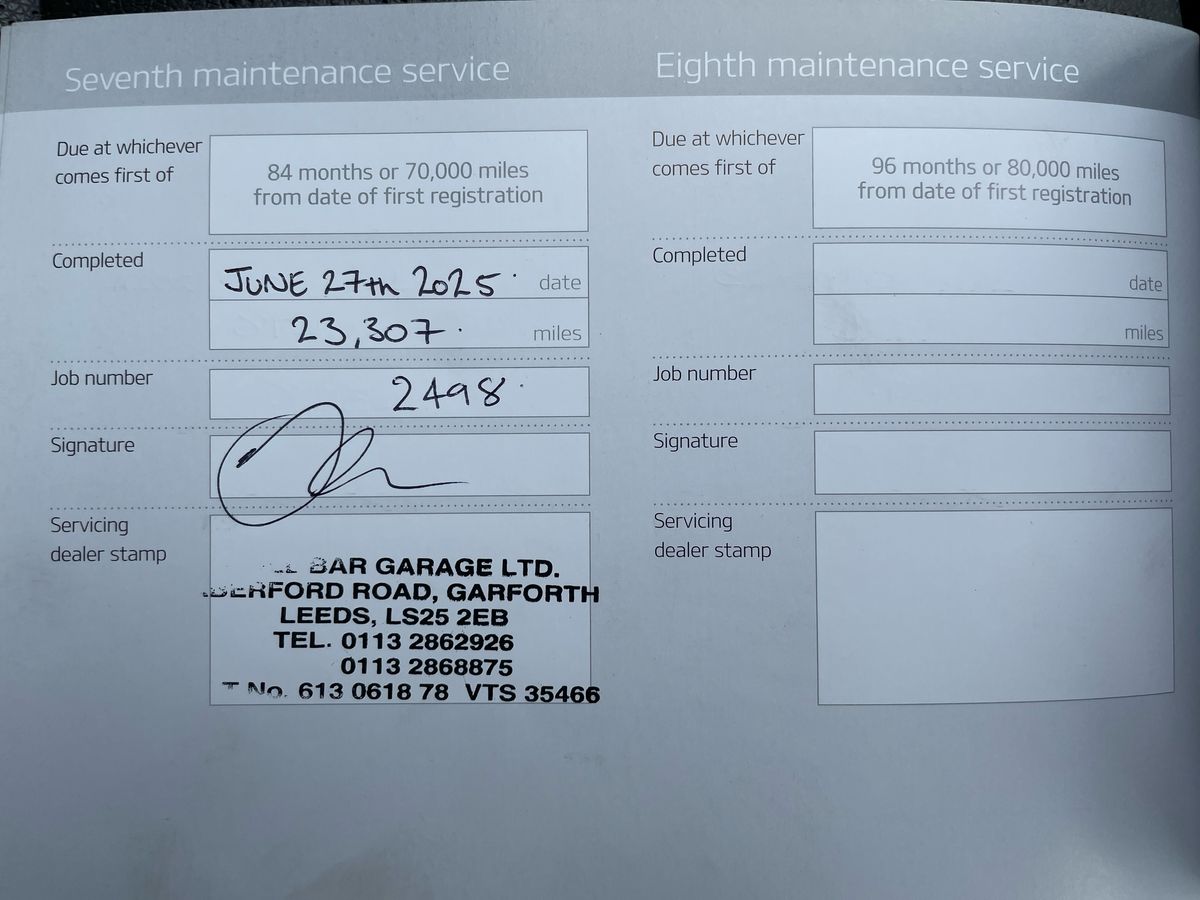 Seventh maintenance service
Due at whichever
comes first of
84 months or 70,000 miles
from date of first registration
Completed
JUNE 27th 2025. date
23,307. miles
Job number
2498.
Signature
Servicing
dealer stamp
BAR GARAGE LTD.
ROAD, GARFORTH
LEEDS, LS25 2EB
TEL. 0113 2862926
0113 2868875
No. 613 0618 78 VTS 35466
Eighth maintenance service
Due at whichever
comes first of
96 months or 80,000 miles
from date of first registration
Completed
date
miles
Job number
Signature
Servicing
dealer stamp